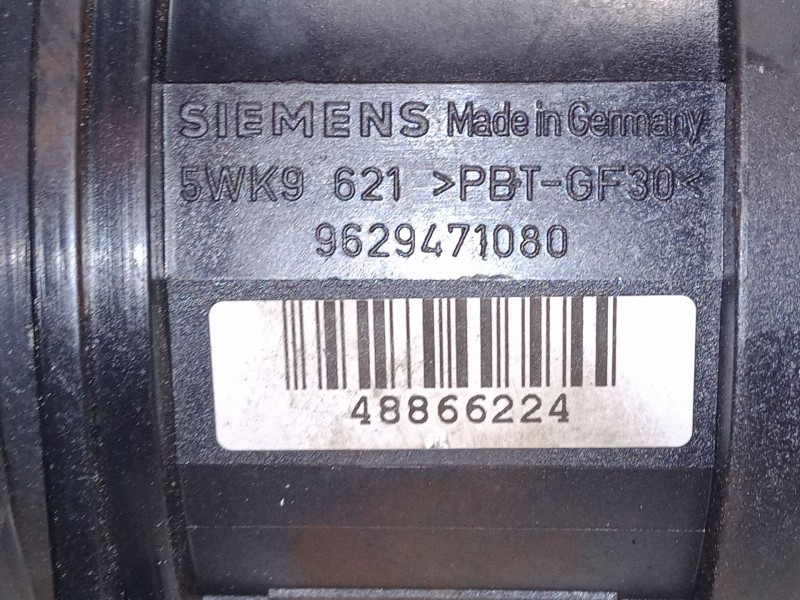 SIEMENS Made in Germany
5WK9 621 >PBT-GF30<
9629471080
48866224